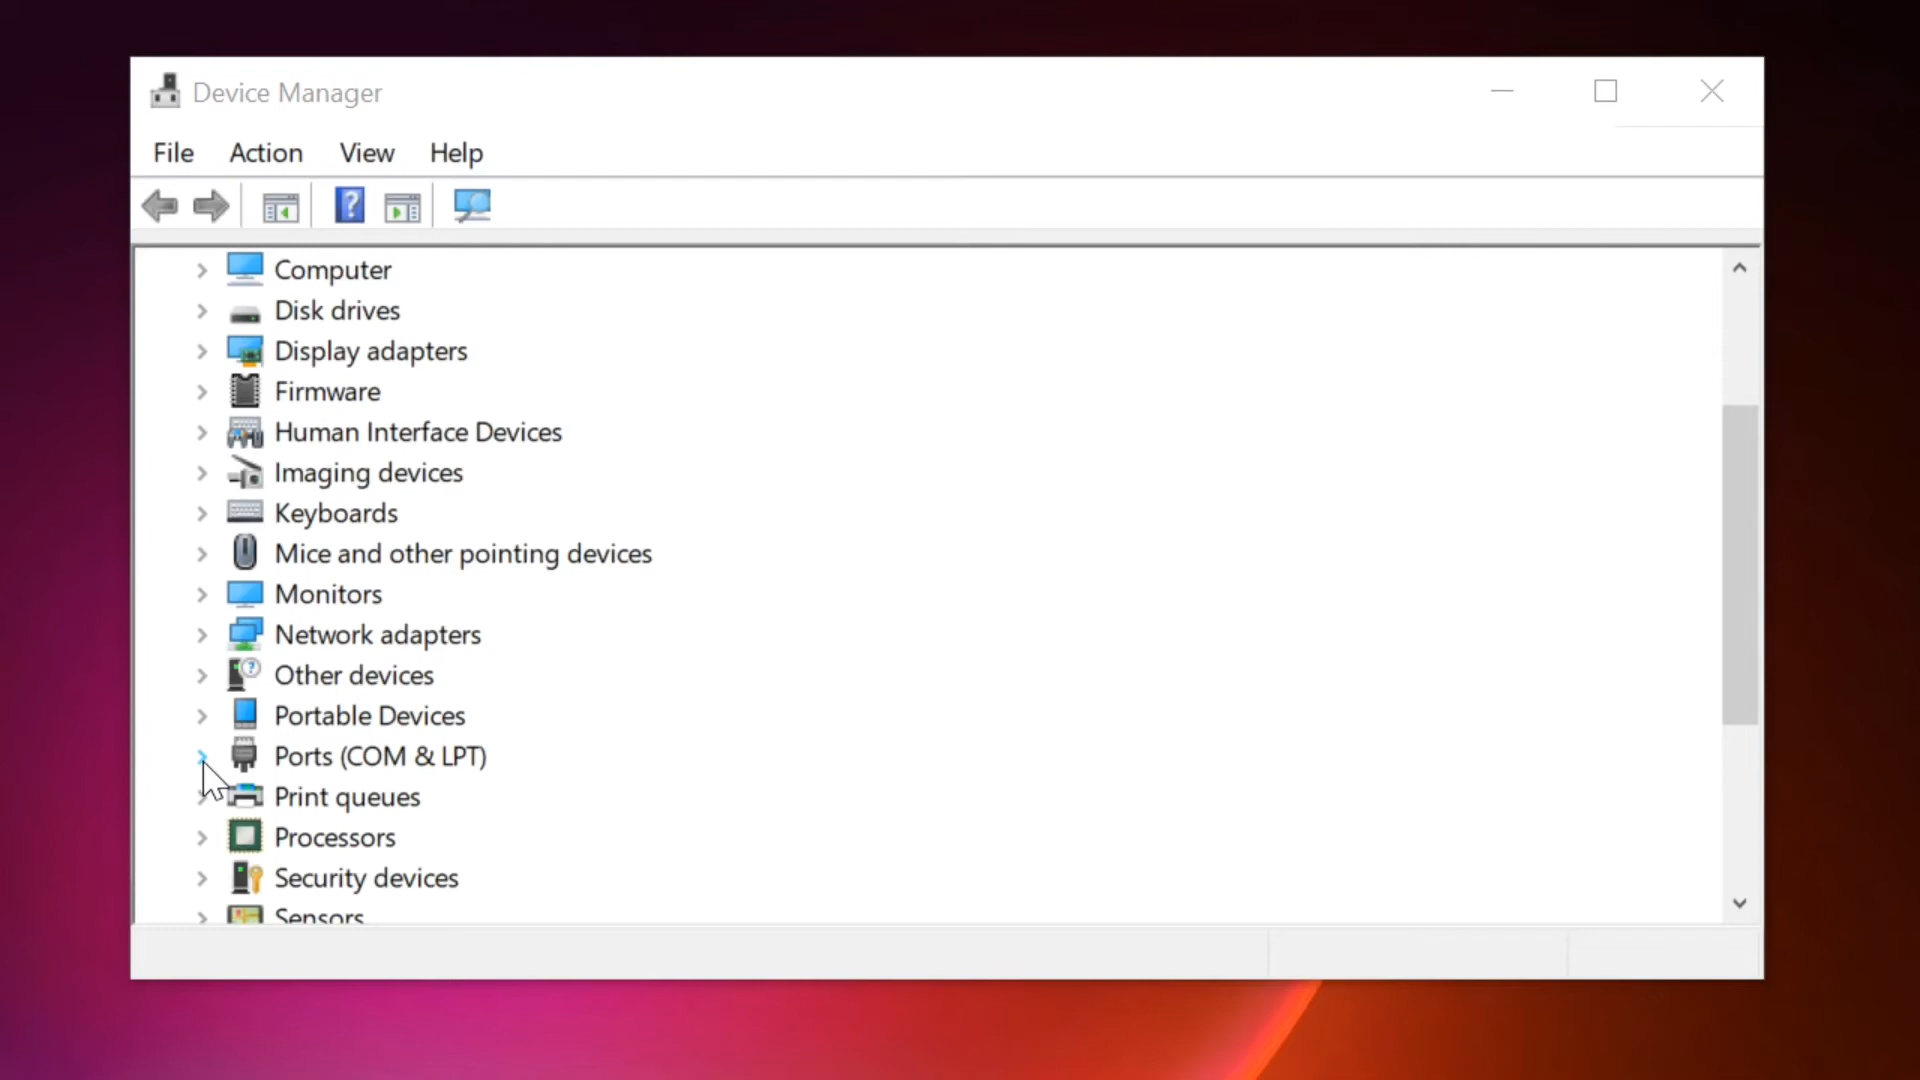 Device Manager
File Action View Help
Computer
Disk drives
Display adapters
Firmware
Human Interface Devices
Imaging devices
Keyboards
Mice and other pointing devices
Monitors
Network adapters
Other devices
Portable Devices
Ports (COM & LPT)
Print queues
Processors
Security devices
Sensors